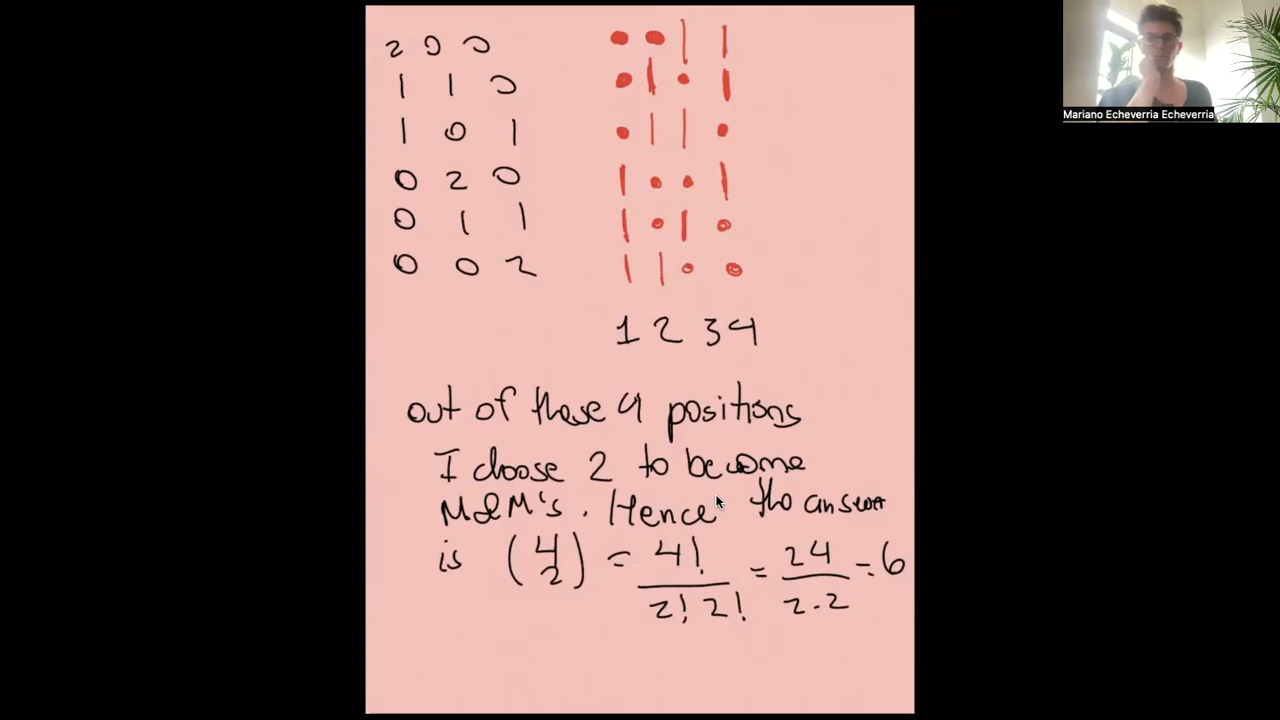 2 0 0
1 1 0
1 0 1
0 2 0
0 1 1
0 0 2
1 2 3 4
out of these 4 positions
I choose 2 to become
M&M's. Hence the answer
is (4 2) = 4! / 2! 2! = 24 / 2·2 = 6
Mariano Echeverria Echeverria